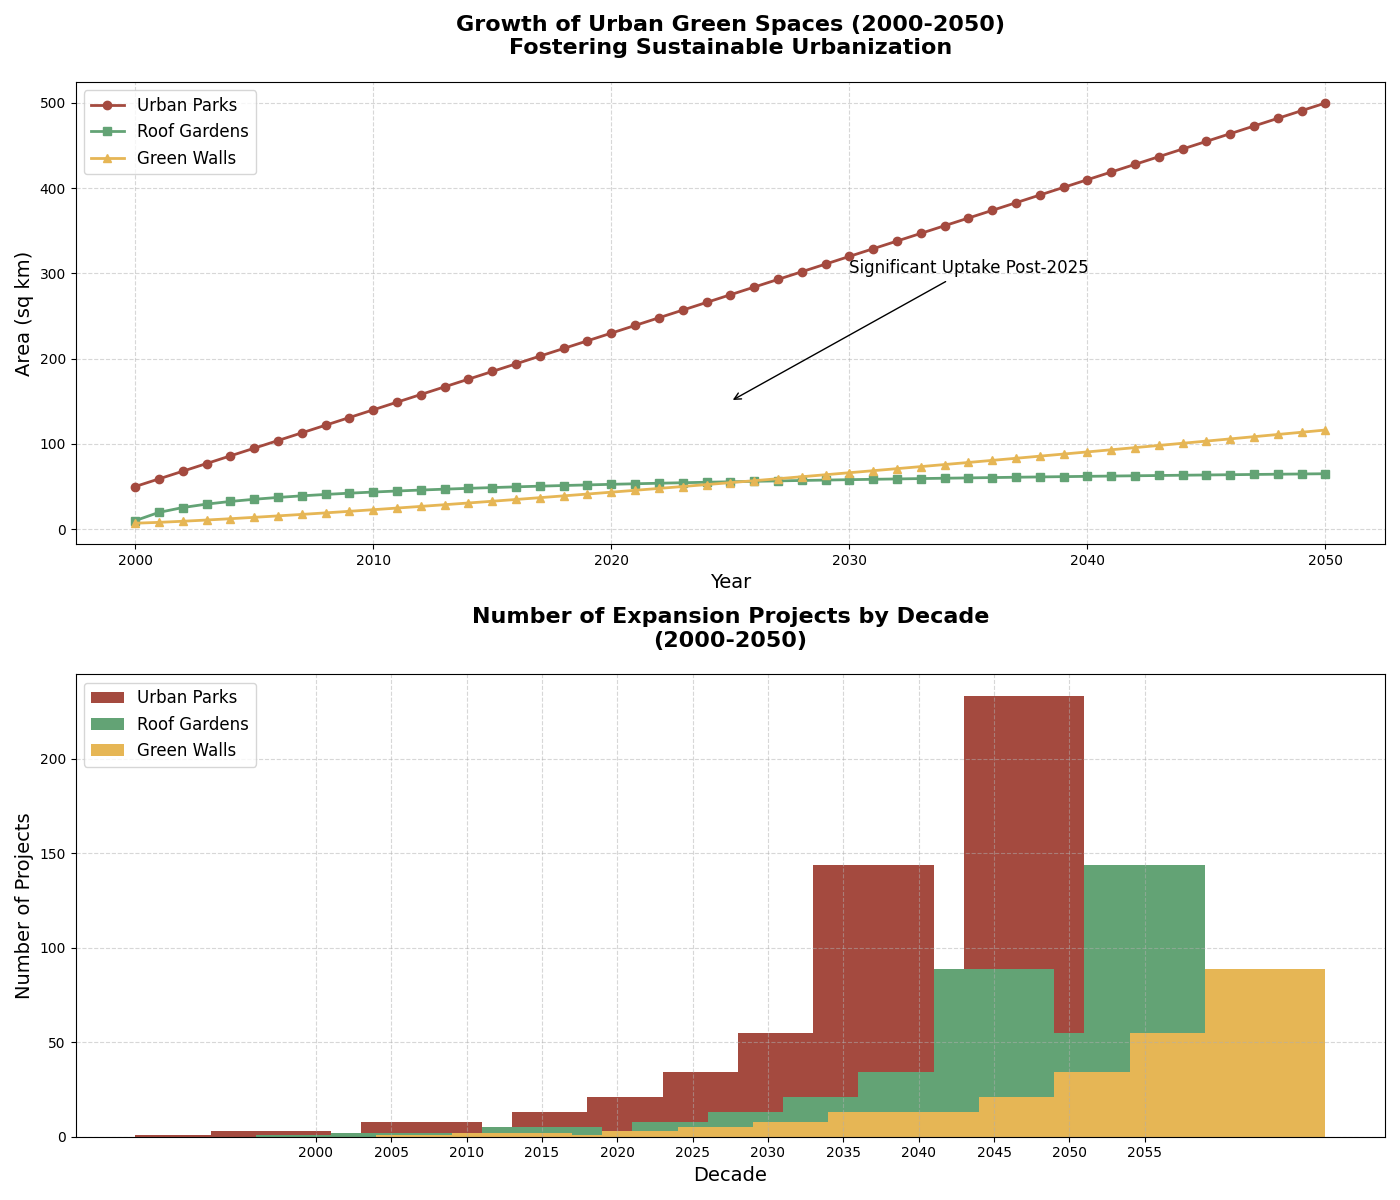 Growth of Urban Green Spaces (2000-2050)
Fostering Sustainable Urbanization
Urban Parks
Roof Gardens
Green Walls
Significant Uptake Post-2025
Area (sq km)
500
400
300
200
100
0
2000 2010 2020 2030 2040 2050
Year
Number of Expansion Projects by Decade
(2000-2050)
Urban Parks
Roof Gardens
Green Walls
Number of Projects
200
150
100
50
0
2000 2005 2010 2015 2020 2025 2030 2035 2040 2045 2050 2055
Decade